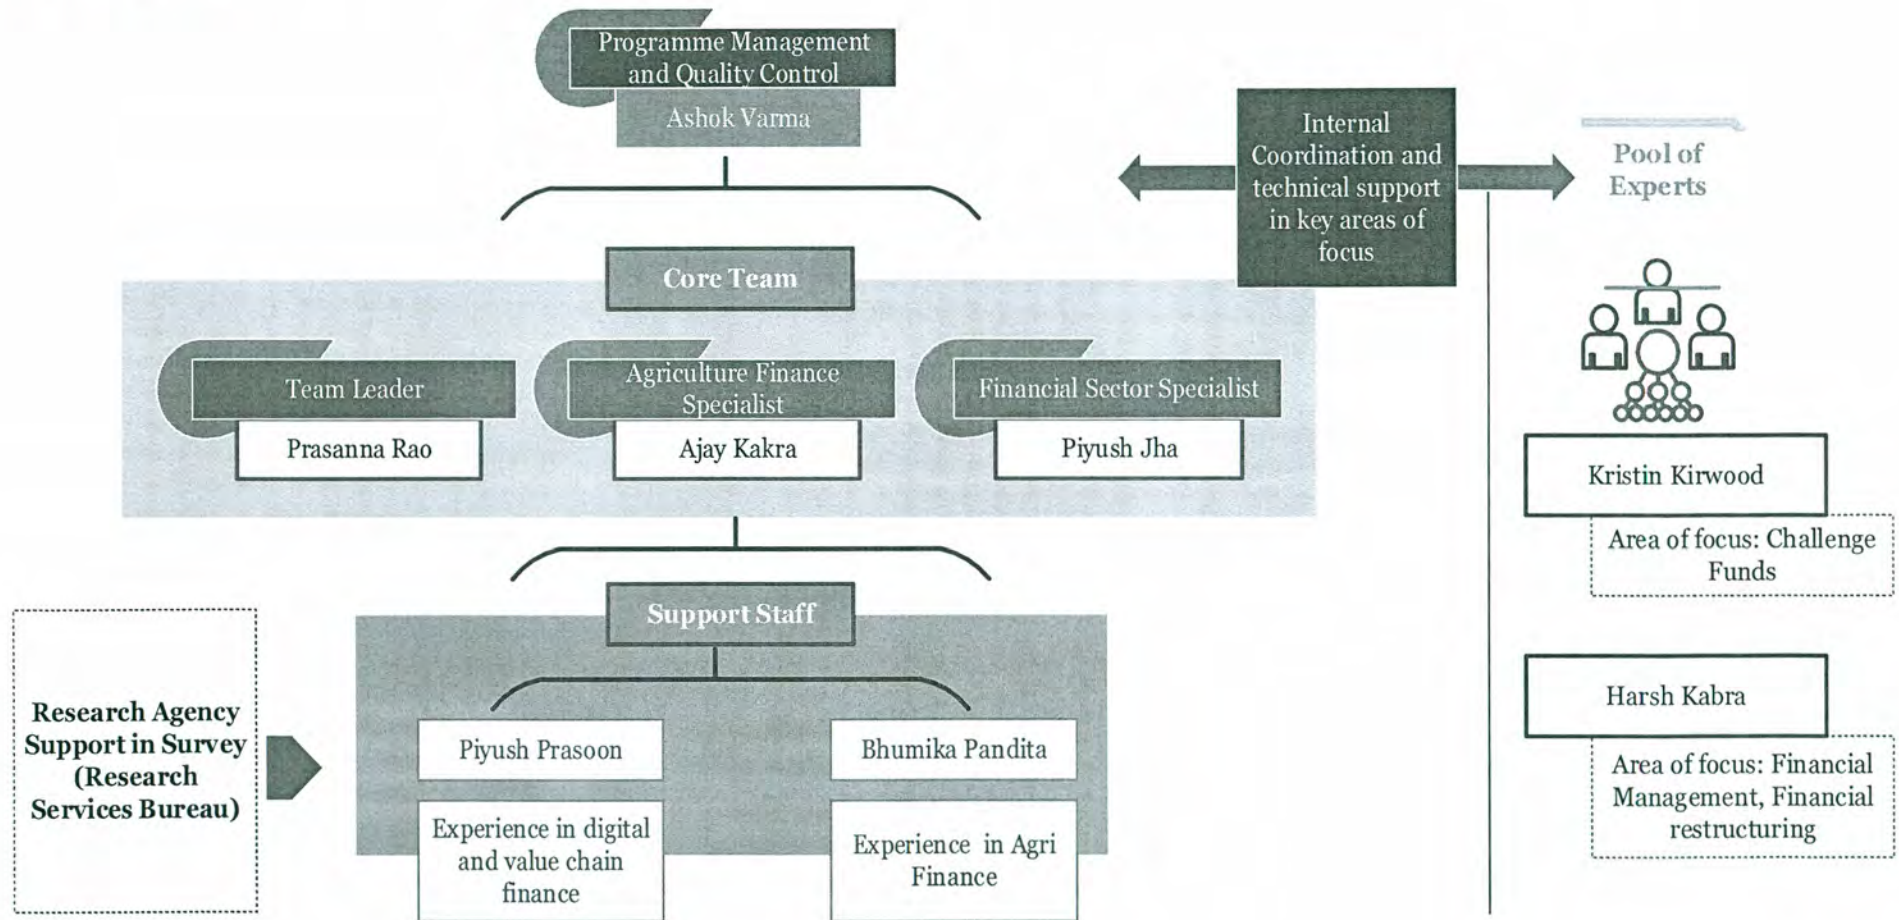 Programme Management
and Quality Control
Ashok Varma
Internal
Coordination and
technical support
in key areas of
focus
Pool of
Experts
Core Team
Team Leader
Prasanna Rao
Agriculture Finance
Specialist
Ajay Kakra
Financial Sector Specialist
Piyush Jha
Kristin Kirwood
Area of focus: Challenge
Funds
Support Staff
Research Agency
Support in Survey
(Research
Services Bureau)
Piyush Prasoon
Experience in digital
and value chain
finance
Bhumika Pandita
Experience in Agri
Finance
Harsh Kabra
Area of focus: Financial
Management, Financial
restructuring